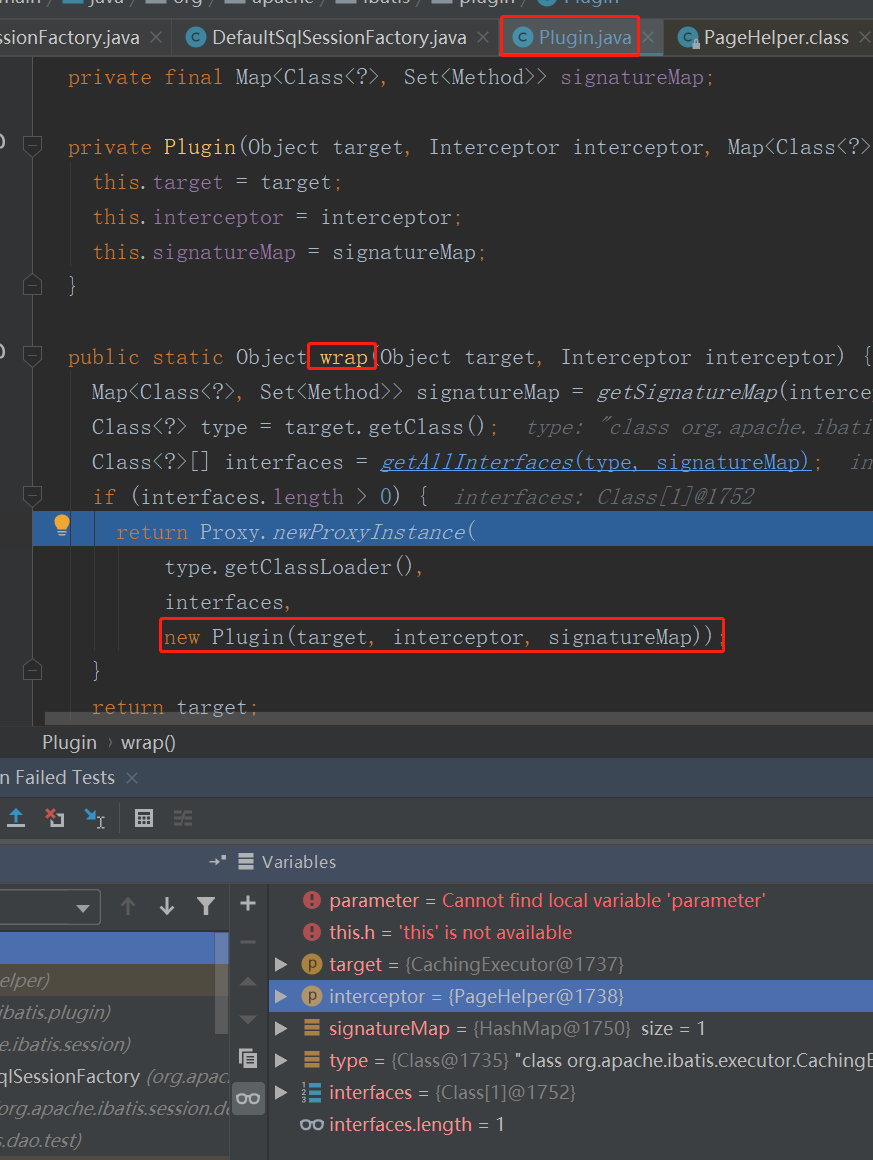 main java org apache ibatis plugin Plugin
ssionFactory.java × DefaultSqlSessionFactory.java × Plugin.java × PageHelper.class ×
private final Map<Class<?>, Set<Method>> signatureMap;
private Plugin(Object target, Interceptor interceptor, Map<Class<?>
this.target = target;
this.interceptor = interceptor;
this.signatureMap = signatureMap;
}
public static Object wrap(Object target, Interceptor interceptor) {
Map<Class<?>, Set<Method>> signatureMap = getSignatureMap(interce
Class<?> type = target.getClass(); type: "class org.apache.ibati
Class<?>[] interfaces = getAllInterfaces(type, signatureMap); in
if (interfaces.length > 0) { interfaces: Class[1]@1752
return Proxy.newProxyInstance(
type.getClassLoader(),
interfaces,
new Plugin(target, interceptor, signatureMap));
}
return target;
Plugin › wrap()
n Failed Tests ×
Variables
parameter = Cannot find local variable 'parameter'
this.h = 'this' is not available
target = {CachingExecutor@1737}
interceptor = {PageHelper@1738}
signatureMap = {HashMap@1750} size = 1
type = {Class@1735} "class org.apache.ibatis.executor.CachingE
interfaces = {Class[1]@1752}
interfaces.length = 1
elper)
ibatis.plugin)
e.ibatis.session)
qlSessionFactory (org.apac
(org.apache.ibatis.session.de
s.dao.test)